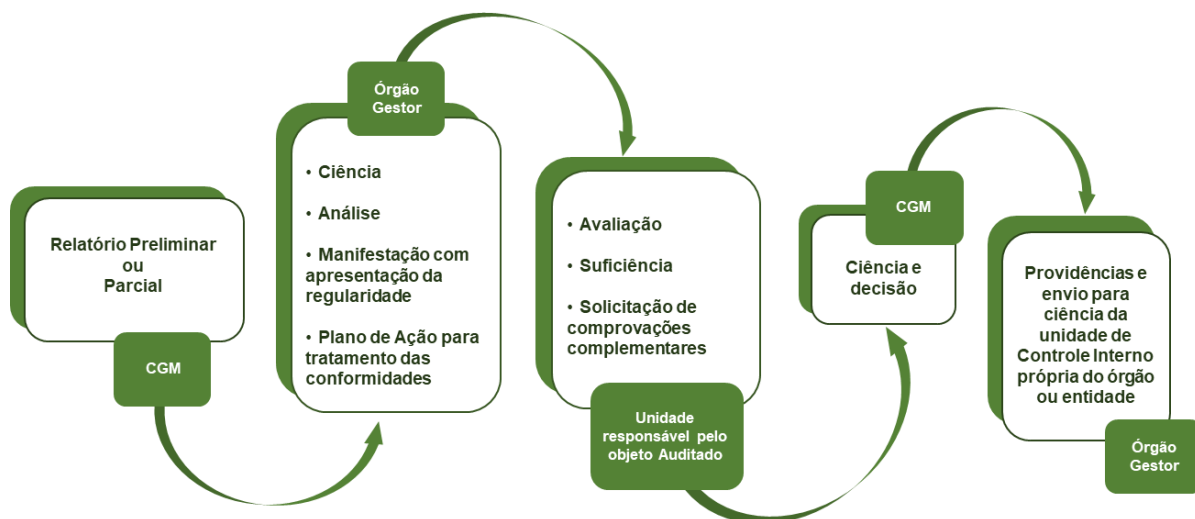 Relatório Preliminar
ou
Parcial
CGM
Órgão
Gestor
• Ciência
• Análise
• Manifestação com
apresentação da
regularidade
• Plano de Ação para
tratamento das
conformidades
• Avaliação
• Suficiência
• Solicitação de
comprovações
complementares
Unidade
responsável pelo
objeto Auditado
CGM
Ciência e
decisão
Providências e
envio para
ciência da
unidade de
Controle Interno
própria do órgão
ou entidade
Órgão
Gestor